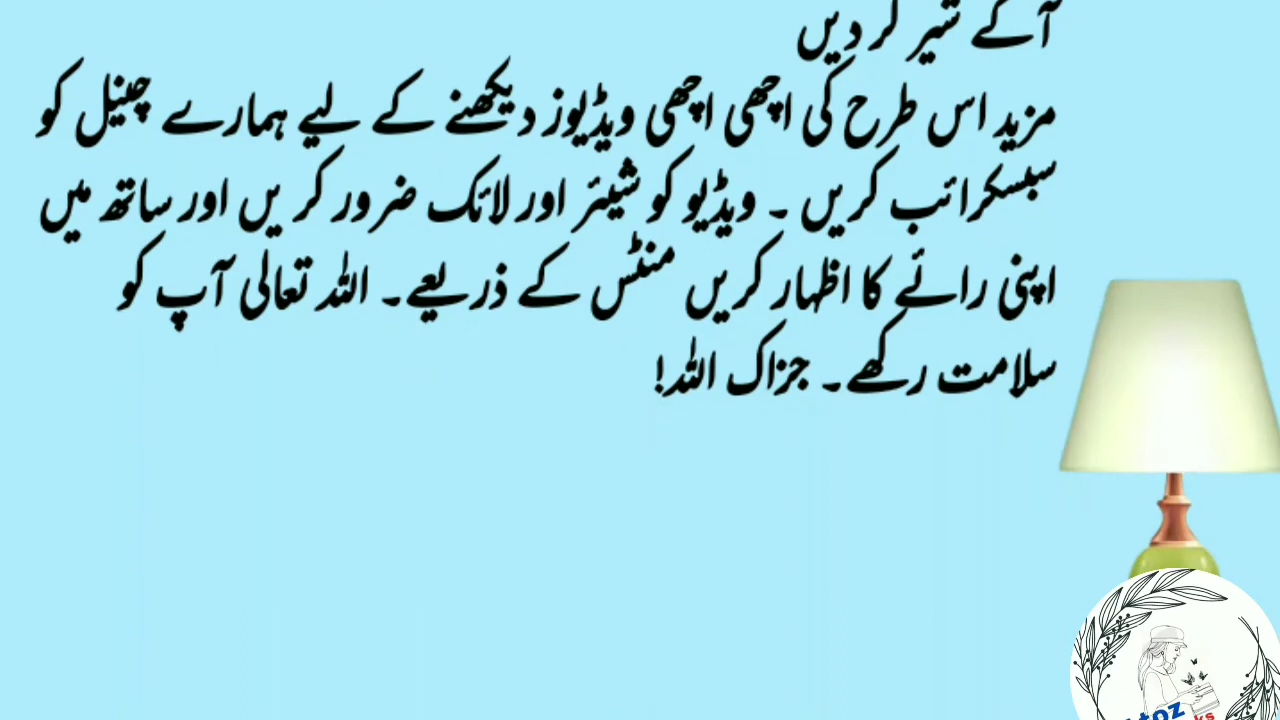 آگے شیر کر دیں
مزید اس طرح کی اچھی اچھی ویڈیوز دیکھنے کے لیے ہمارے چینل کو
سبسکرائب کریں ۔ ویڈیو کو شیئر اور لائک ضرور کریں اور ساتھ میں
اپنی رائے کا اظہار کریں منٹس کے ذریعے۔ اللہ تعالی آپ کو
سلامت رکھے۔ جزاک اللہ!